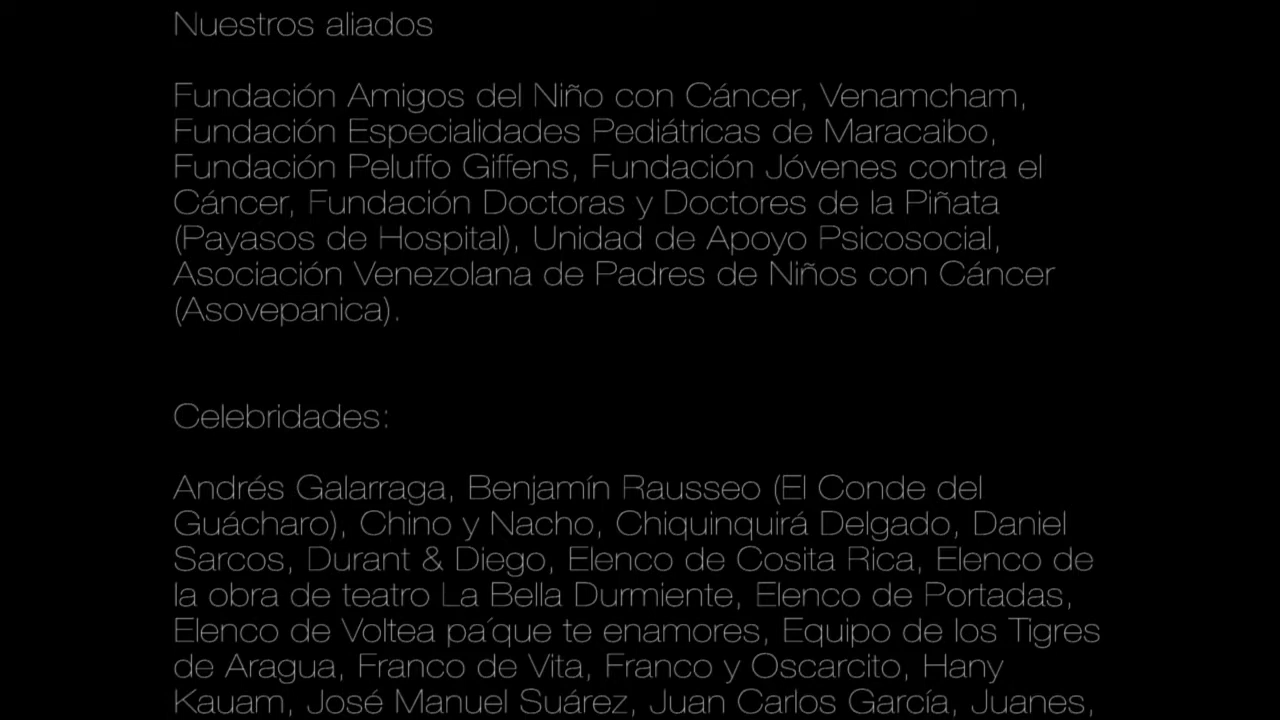 Nuestros aliados
Fundación Amigos del Niño con Cáncer, Venamcham,
Fundación Especialidades Pediátricas de Maracaibo,
Fundación Peluffo Giffens, Fundación Jóvenes contra el
Cáncer, Fundación Doctoras y Doctores de la Piñata
(Payasos de Hospital), Unidad de Apoyo Psicosocial,
Asociación Venezolana de Padres de Niños con Cáncer
(Asovepanica).
Celebridades:
Andrés Galarraga, Benjamín Rausseo (El Conde del
Guácharo), Chino y Nacho, Chiquinquirá Delgado, Daniel
Sarcos, Durant & Diego, Elenco de Cosita Rica, Elenco de
la obra de teatro La Bella Durmiente, Elenco de Portadas,
Elenco de Voltea pa´que te enamores, Equipo de los Tigres
de Aragua, Franco de Vita, Franco y Oscarcito, Hany
Kauam, José Manuel Suárez, Juan Carlos García, Juanes,